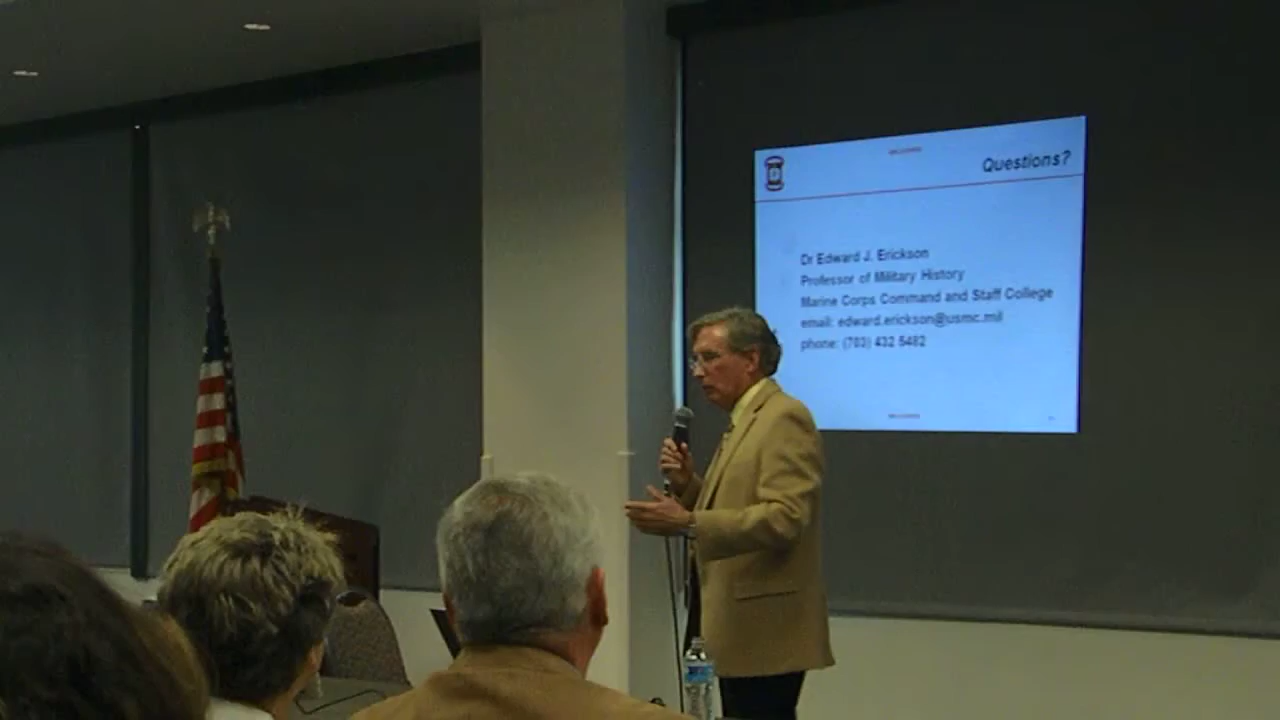 Questions?
Dr Edward J. Erickson
Professor of Military History
Marine Corps Command and Staff College
email: edward.erickson@usmc.mil
phone: (703) 432 5482